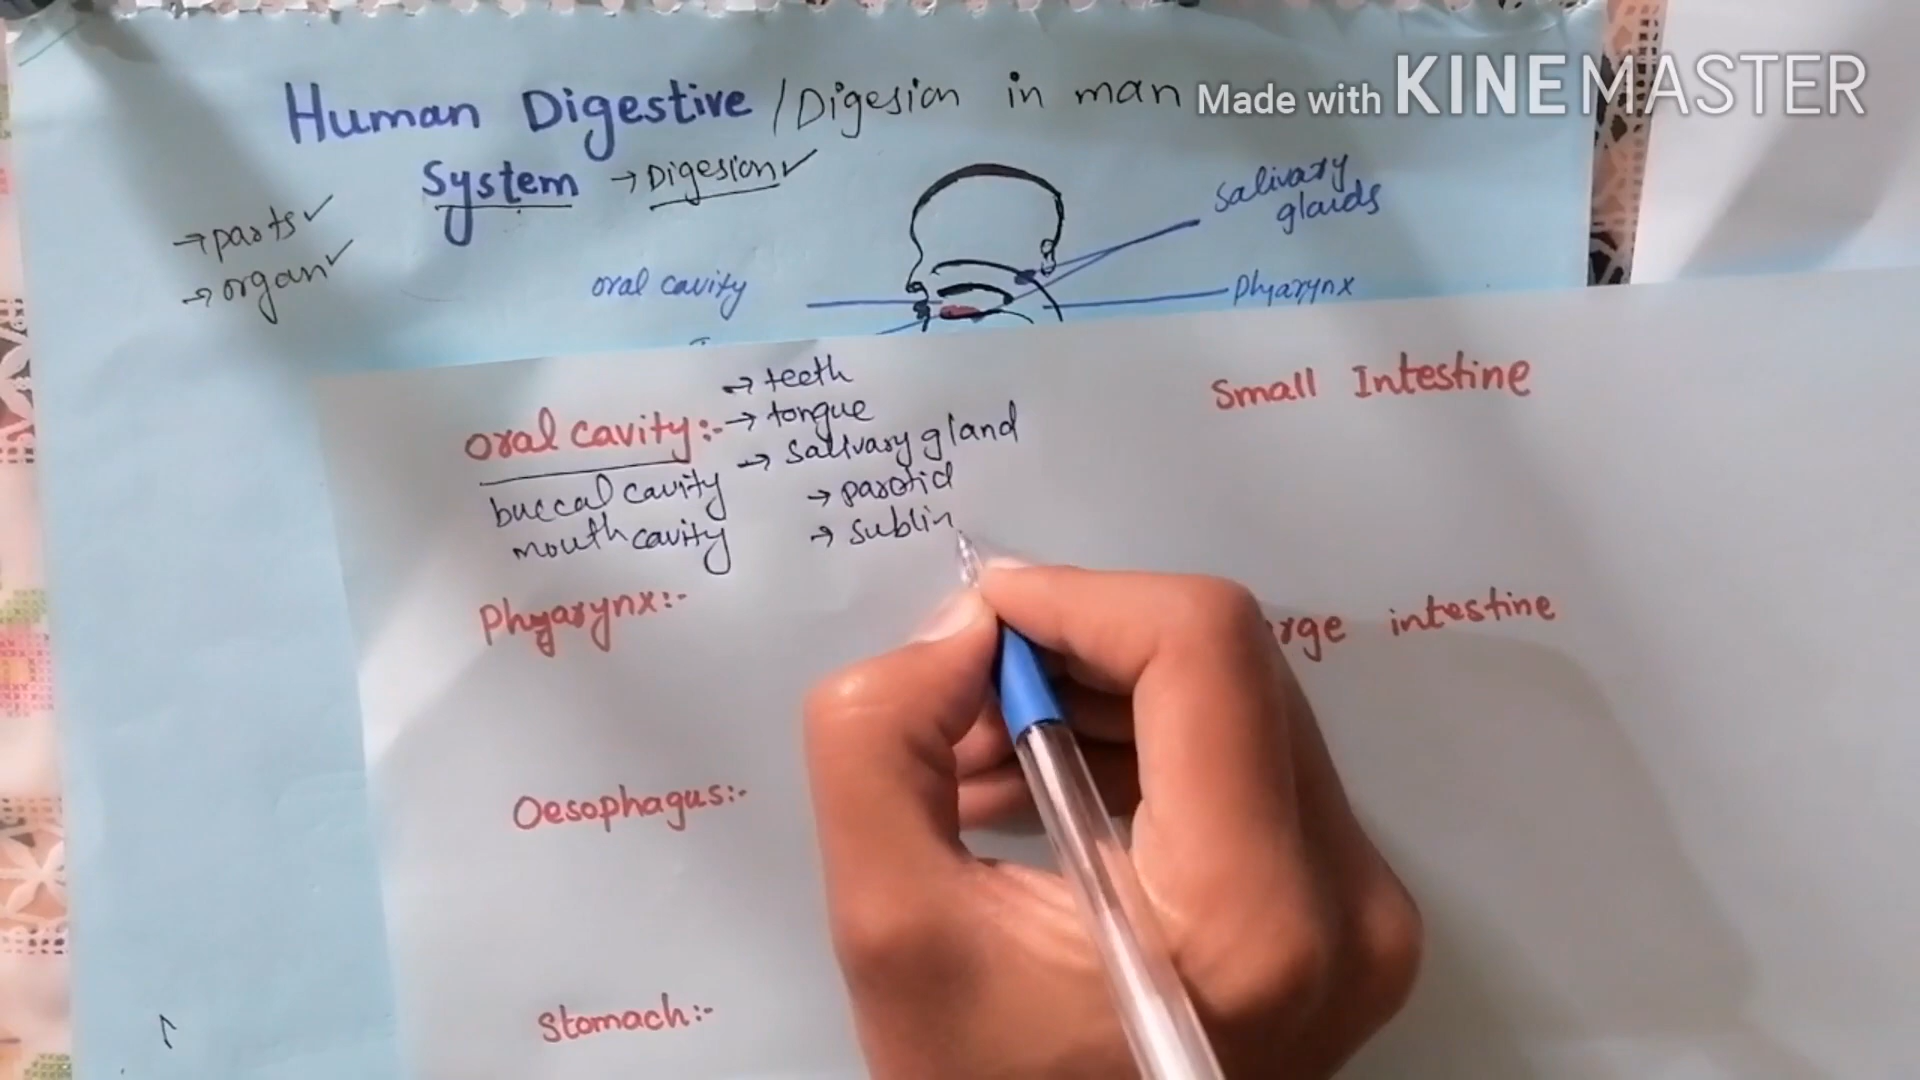 Human Digestive / Digesion in man
Made with KINEMASTER
System → Digesion✓
→ parts✓
→ organ✓
Salivary
glands
oral cavity
Phyarynx
→ teeth
oral cavity:- → tongue
→ salivary gland
buccal cavity
→ parotid
mouth cavity
→ sublin
Small Intestine
Phyarynx:-
rge intestine
Oesophagus:-
Stomach:-